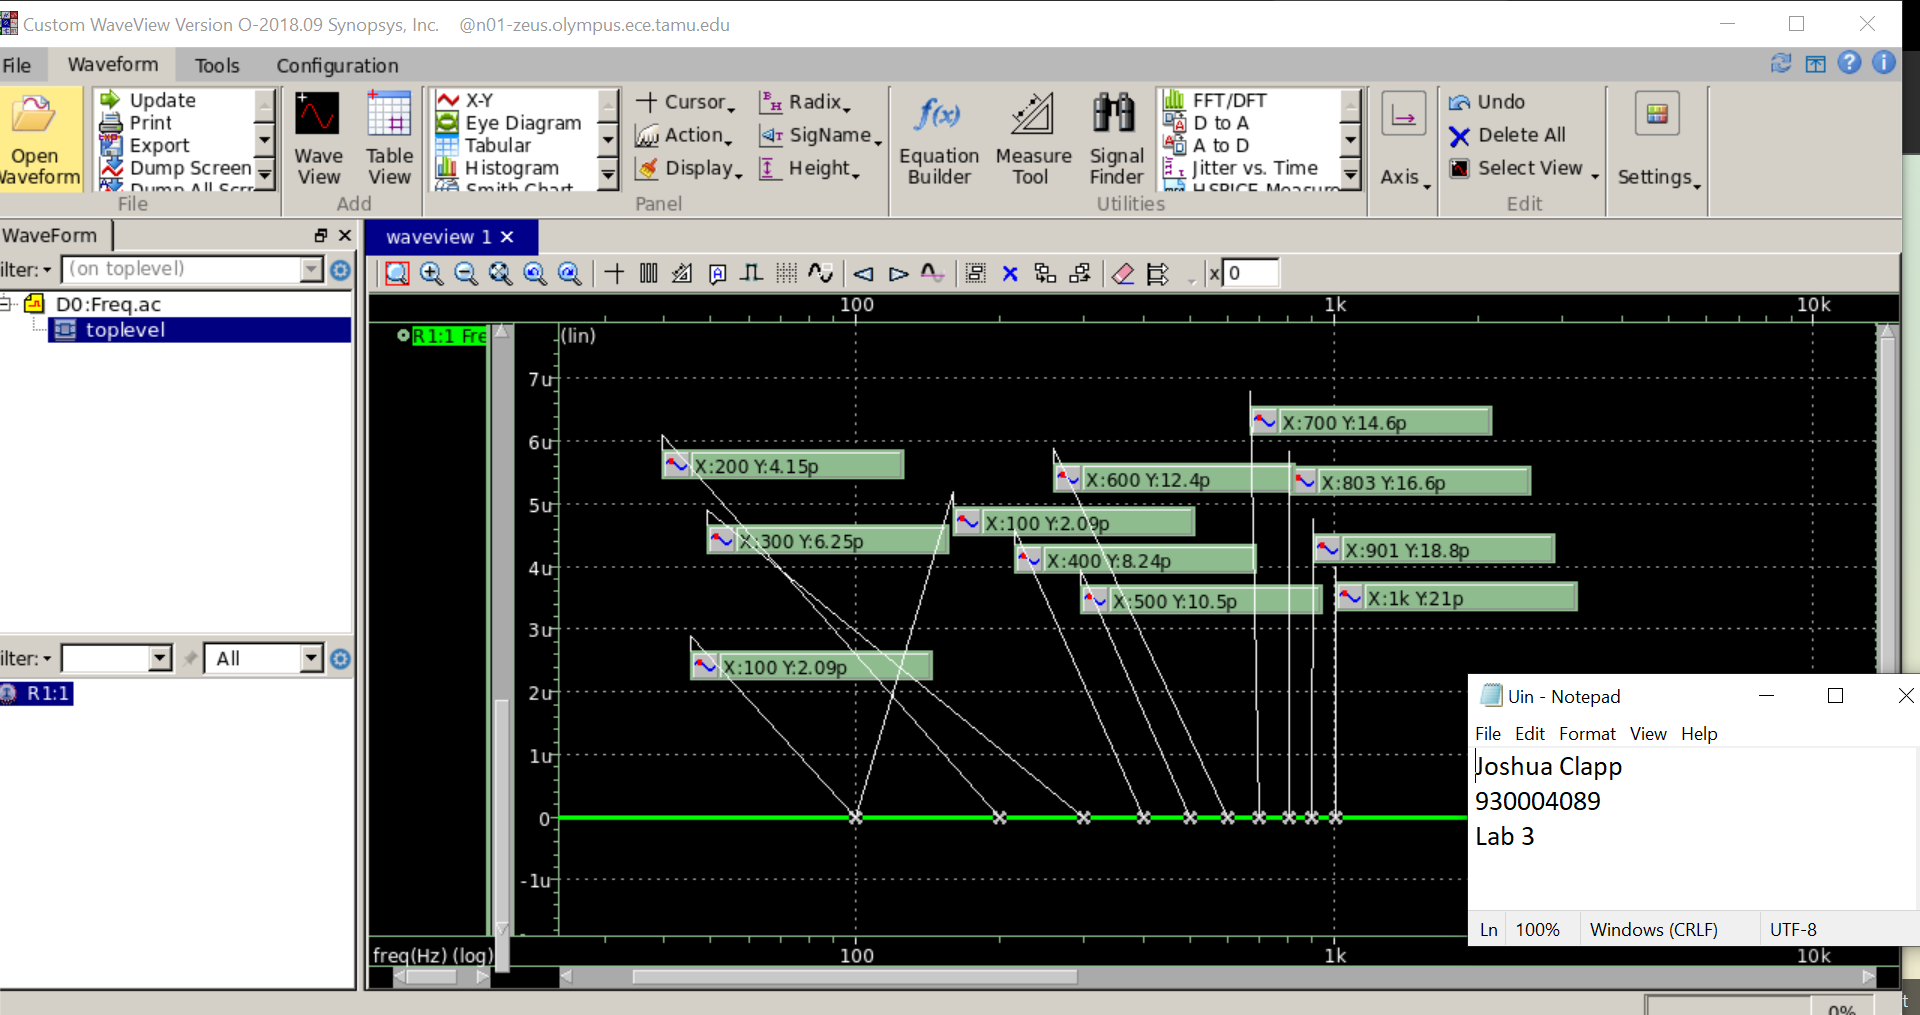 Custom WaveView Version O-2018.09 Synopsys, Inc. @n01-zeus.olympus.ece.tamu.edu
File Waveform Tools Configuration
Update
Print
Export
Dump Screen
Open
Waveform
File
Wave
View
Table
View
Add
X-Y
Eye Diagram
Tabular
Histogram
Smith Chart
Cursor
Action
Display
Radix
SigName
Height
Panel
Equation
Builder
Measure
Tool
Signal
Finder
FFT/DFT
D to A
A to D
Jitter vs. Time
Utilities
Axis
Undo
Delete All
Select View
Edit
Settings
WaveForm
ilter: (on toplevel)
D0:Freq.ac
toplevel
ilter: All
R1:1
waveview 1
x 0
100 1k 10k
R1:1 Fre
(lin)
7u
6u
5u
4u
3u
2u
1u
0
-1u
X:700 Y:14.6p
X:200 Y:4.15p
X:600 Y:12.4p
X:803 Y:16.6p
X:100 Y:2.09p
X:300 Y:6.25p
X:901 Y:18.8p
X:400 Y:8.24p
X:500 Y:10.5p
X:1k Y:21p
X:100 Y:2.09p
freq(Hz) (log) 100 1k 10k
Uin - Notepad
File Edit Format View Help
Joshua Clapp
930004089
Lab 3
Ln 100% Windows (CRLF) UTF-8
0%